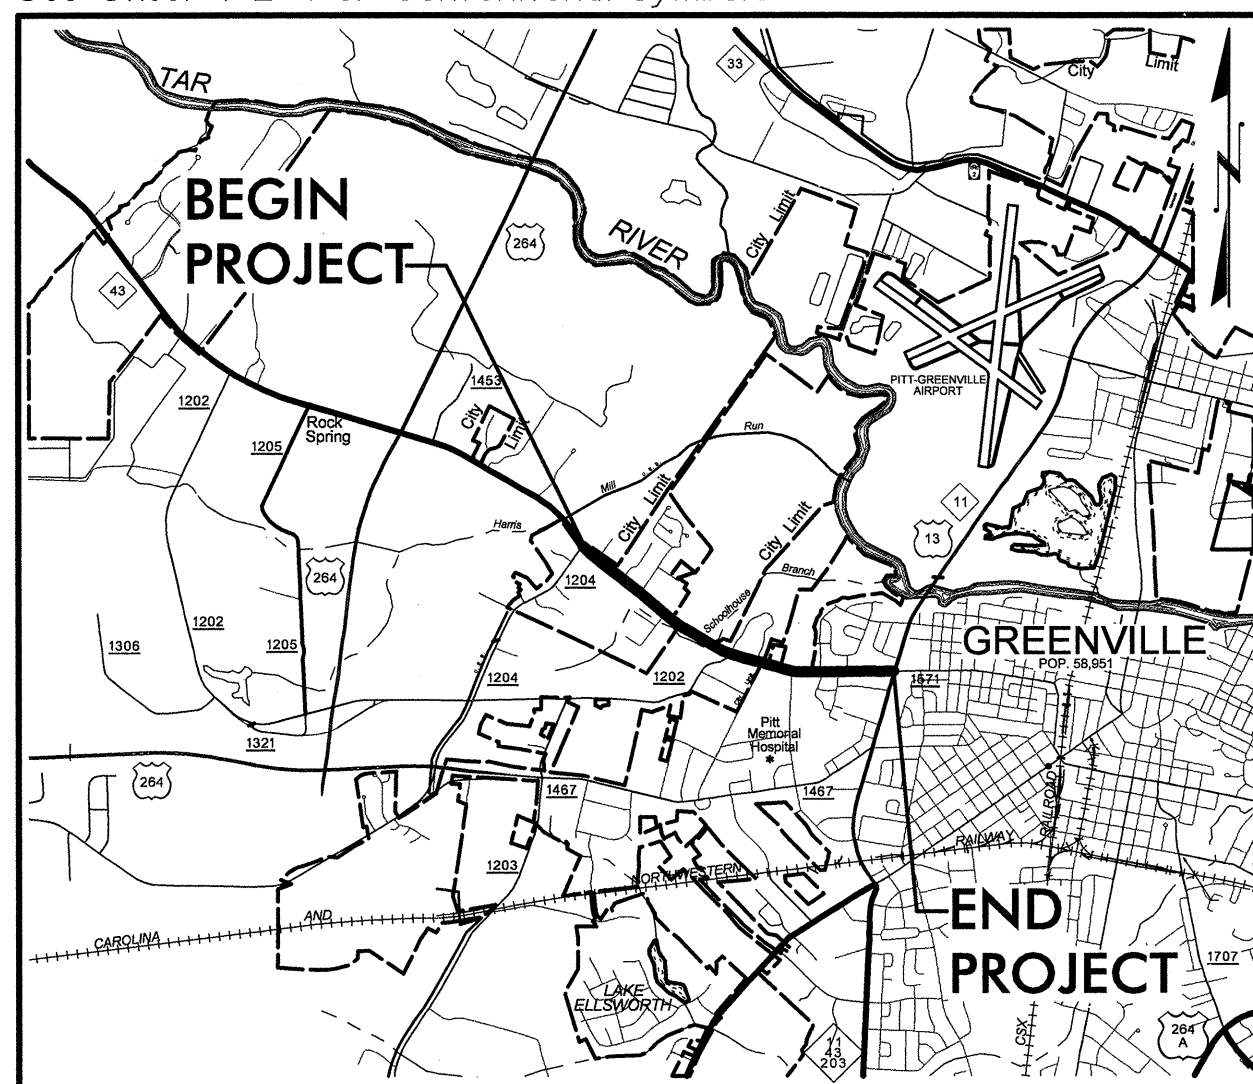 TAR
33
City
Limit
BEGIN
PROJECT
264
RIVER
City Limit
43
PITT-GREENVILLE
AIRPORT
1453
1202
City
Limit
Rock
Spring
1205
Run
Mill
City Limit
City Limit
Harris
11
13
264
1204
Branch
Schoolhouse
1202
1306
1205
GREENVILLE
POP. 58,951
1204
1202
1571
Pitt
Memorial
Hospital
*
1321
264
1467
1467
RAILROAD
RAILWAY
1203
NORTHWESTERN
END
PROJECT
AND
CAROLINA
1707
LAKE
ELLSWORTH
CSX
11
43
203
264
A